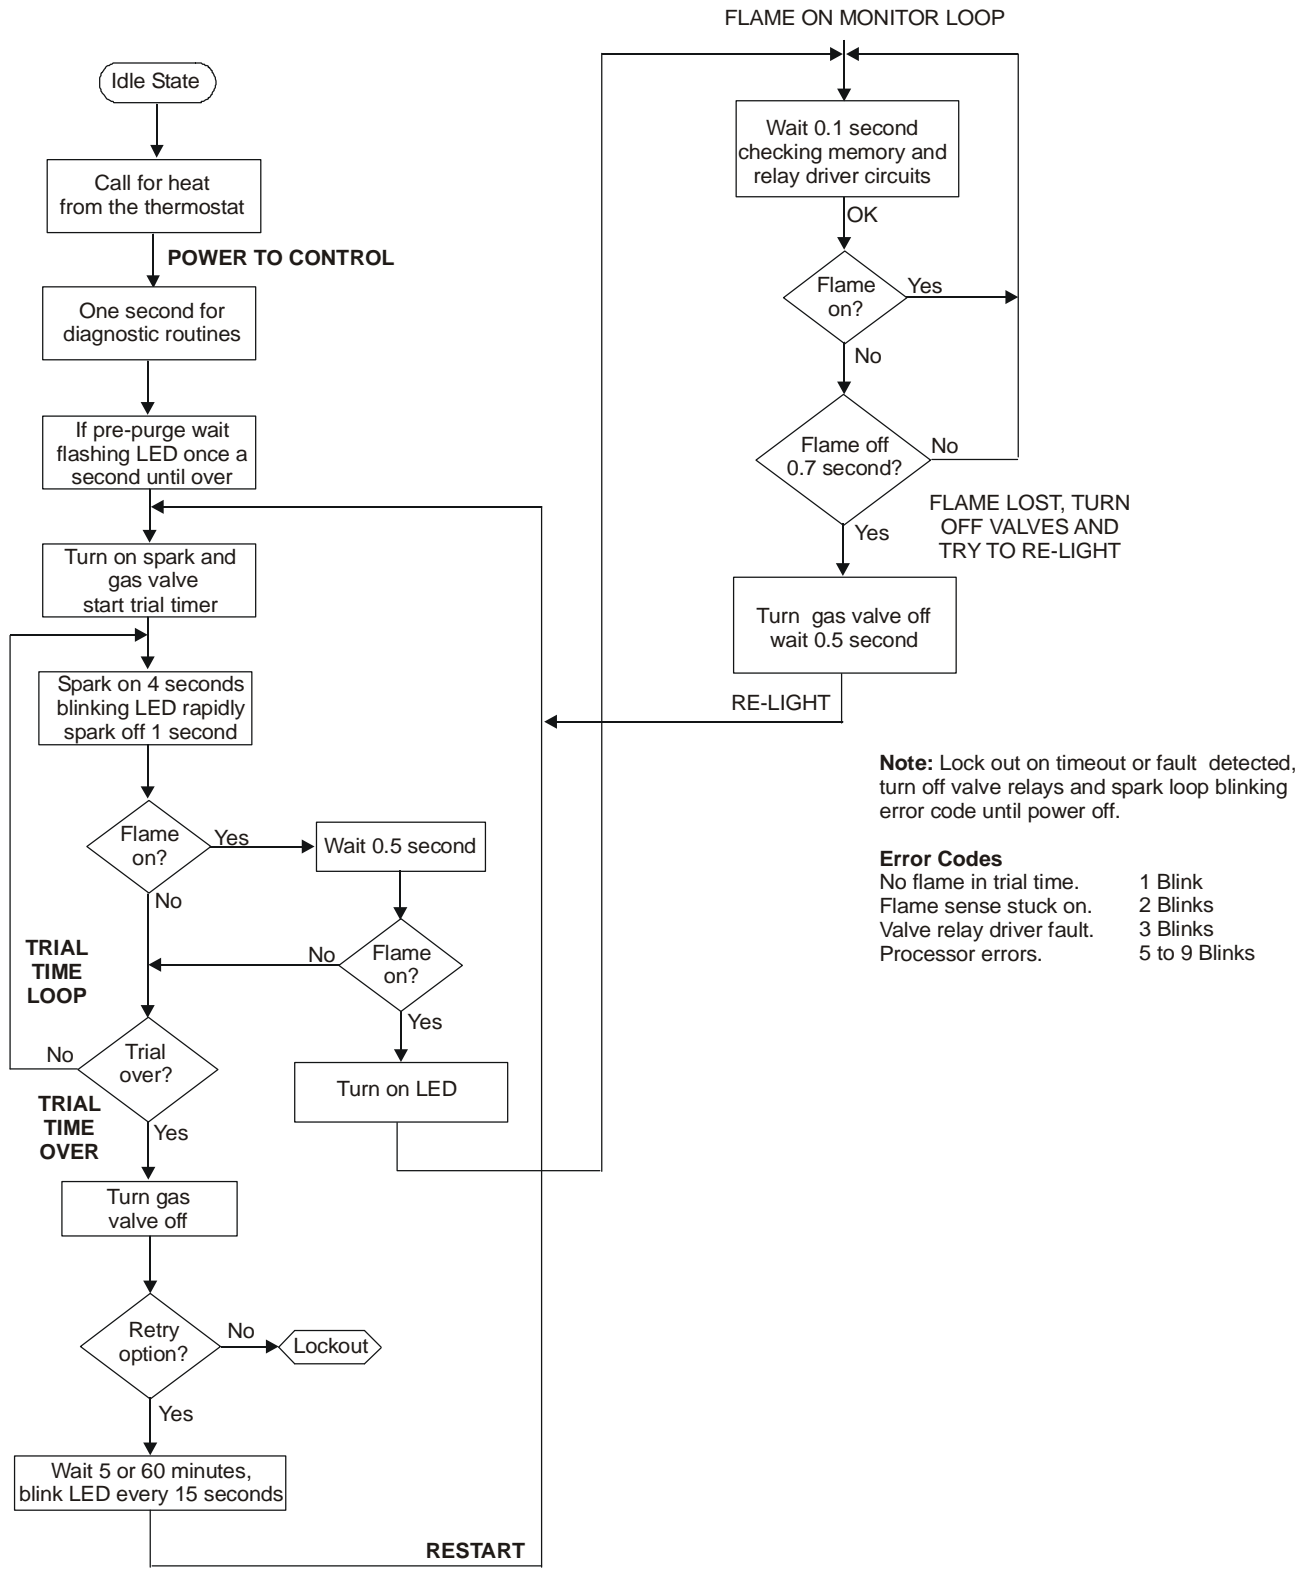 FLAME ON MONITOR LOOP
Idle State
Call for heat
from the thermostat
POWER TO CONTROL
One second for
diagnostic routines
If pre-purge wait
flashing LED once a
second until over
Turn on spark and
gas valve
start trial timer
Spark on 4 seconds
blinking LED rapidly
spark off 1 second
Flame
on?
Yes
No
Wait 0.5 second
Flame
on?
No
Yes
Turn on LED
TRIAL
TIME
LOOP
Trial
over?
No
Yes
TRIAL
TIME
OVER
Turn gas
valve off
Retry
option?
No
Lockout
Yes
Wait 5 or 60 minutes,
blink LED every 15 seconds
RESTART
Wait 0.1 second
checking memory and
relay driver circuits
OK
Flame
on?
Yes
No
Flame off
0.7 second?
No
Yes
FLAME LOST, TURN
OFF VALVES AND
TRY TO RE-LIGHT
Turn gas valve off
wait 0.5 second
RE-LIGHT
Note: Lock out on timeout or fault detected,
turn off valve relays and spark loop blinking
error code until power off.
Error Codes
No flame in trial time. 1 Blink
Flame sense stuck on. 2 Blinks
Valve relay driver fault. 3 Blinks
Processor errors. 5 to 9 Blinks